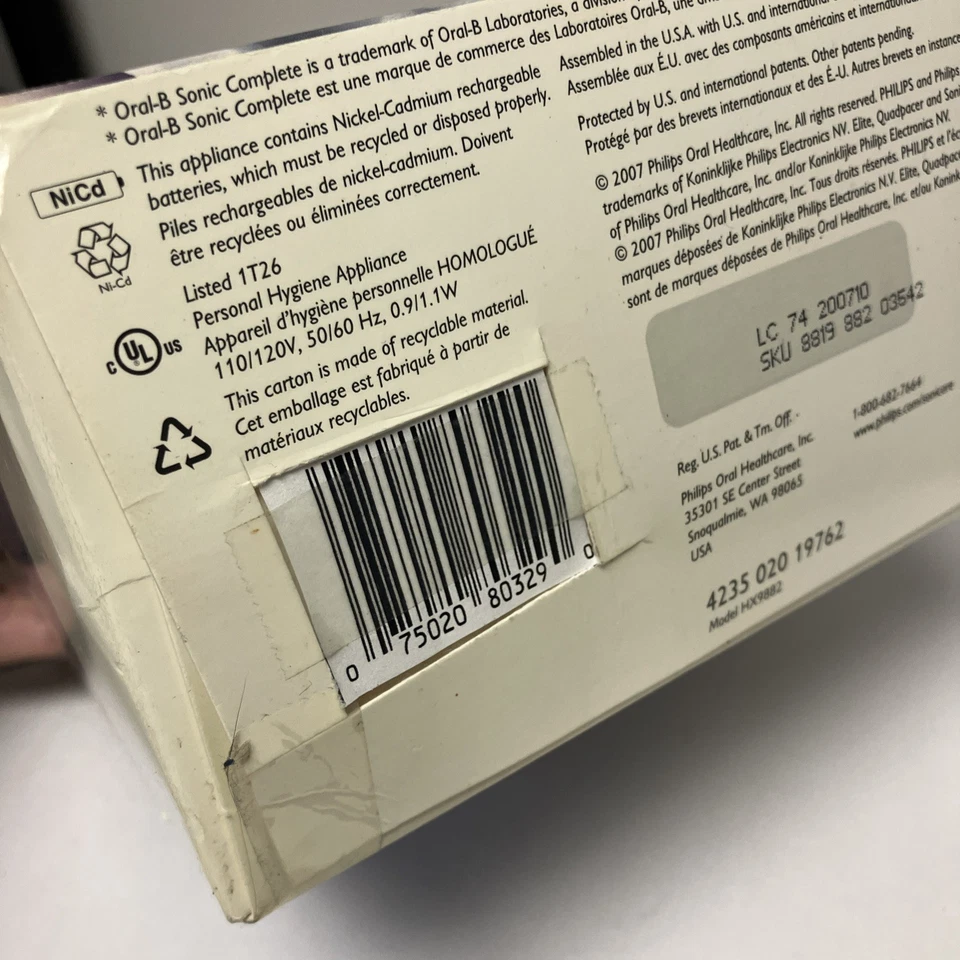 * Oral-B Sonic Complete is a trademark of Oral-B Laboratories, a
* Oral-B Sonic Complete est une marque de commerce des Laboratoires Oral-B, une
NiCd
This appliance contains Nickel-Cadmium rechargeable
batteries, which must be recycled or disposed properly.
Piles rechargeables de nickel-cadmium. Doivent
être recyclées ou éliminées correctement.
Ni-Cd
Listed 1T26
Personal Hygiene Appliance
Appareil d'hygiène personnelle HOMOLOGUÉ
110/120V, 50/60 Hz, 0.9/1.1W
C UL US
This carton is made of recyclable material.
Cet emballage est fabriqué à partir de
matériaux recyclables.
0 75020 80329 0
Assembled in the U.S.A. with U.S. and
Assemblée aux É.U. avec des composants américains et
Protected by U.S. and international patents. Other patents pending.
Protégé par des brevets internationaux et des É.-U. Autres brevets en instance
© 2007 Philips Oral Healthcare, Inc. All rights reserved. PHILIPS and Philips
trademarks of Koninklijke Philips Electronics NV. Elite, Quadpacer and
of Philips Oral Healthcare, Inc. and/or Koninklijke Philips Electronics NV.
© 2007 Philips Oral Healthcare, Inc. Tous droits réservés. PHILIPS et
marques déposées de Koninklijke Philips Electronics N.V. Elite,
sont de marques déposées de Philips Oral Healthcare, Inc. et/ou
LC 74 200710
SKU 8819 882 03542
Reg. U.S. Pat. & Tm. Off.
Philips Oral Healthcare, Inc.
35301 SE Center Street
Snoqualmie, WA 98065
USA
1-800-682-7664
www.philips.com/sonicare
4235 020 19762
Model HX9882